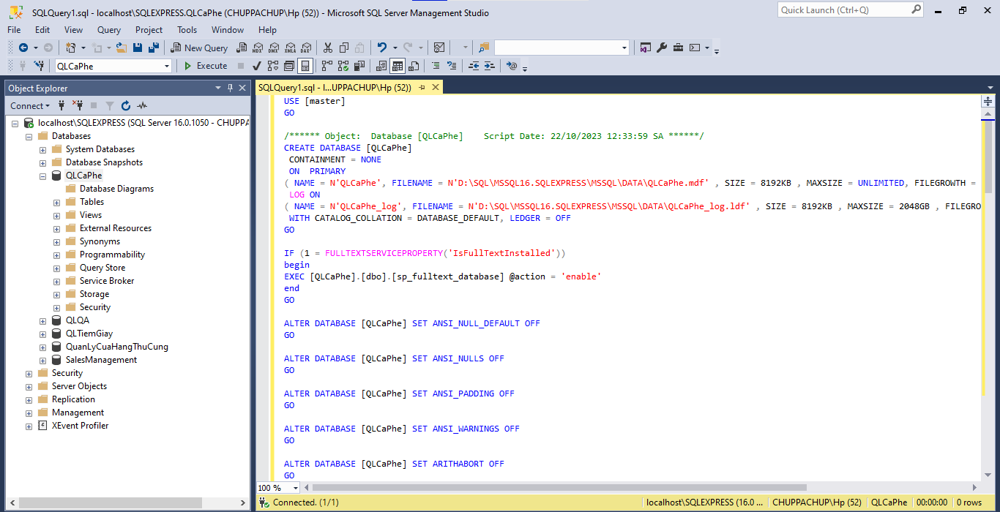 SQLQuery1.sql - localhost\SQLEXPRESS.QLCaPhe (CHUPPACHUP\Hp (52)) - Microsoft SQL Server Management Studio
Quick Launch (Ctrl+Q)
File Edit View Query Project Tools Window Help
New Query MDX DMX XMLA DAX
QLCaPhe Execute
Object Explorer
Connect
localhost\SQLEXPRESS (SQL Server 16.0.1050 - CHUPPA
Databases
System Databases
Database Snapshots
QLCaPhe
Database Diagrams
Tables
Views
External Resources
Synonyms
Programmability
Query Store
Service Broker
Storage
Security
QLQA
QLTiemGiay
QuanLyCuaHangThuCung
SalesManagement
Security
Server Objects
Replication
Management
XEvent Profiler
SQLQuery1.sql - l...UPPACHUP\Hp (52))
USE [master]
GO
/****** Object:  Database [QLCaPhe]    Script Date: 22/10/2023 12:33:59 SA ******/
CREATE DATABASE [QLCaPhe]
CONTAINMENT = NONE
ON  PRIMARY
( NAME = N'QLCaPhe', FILENAME = N'D:\SQL\MSSQL16.SQLEXPRESS\MSSQL\DATA\QLCaPhe.mdf' , SIZE = 8192KB , MAXSIZE = UNLIMITED, FILEGROWTH =
LOG ON
( NAME = N'QLCaPhe_log', FILENAME = N'D:\SQL\MSSQL16.SQLEXPRESS\MSSQL\DATA\QLCaPhe_log.ldf' , SIZE = 8192KB , MAXSIZE = 2048GB , FILEGRO
WITH CATALOG_COLLATION = DATABASE_DEFAULT, LEDGER = OFF
GO
IF (1 = FULLTEXTSERVICEPROPERTY('IsFullTextInstalled'))
begin
EXEC [QLCaPhe].[dbo].[sp_fulltext_database] @action = 'enable'
end
GO
ALTER DATABASE [QLCaPhe] SET ANSI_NULL_DEFAULT OFF
GO
ALTER DATABASE [QLCaPhe] SET ANSI_NULLS OFF
GO
ALTER DATABASE [QLCaPhe] SET ANSI_PADDING OFF
GO
ALTER DATABASE [QLCaPhe] SET ANSI_WARNINGS OFF
GO
ALTER DATABASE [QLCaPhe] SET ARITHABORT OFF
GO
100 %
Connected. (1/1)
localhost\SQLEXPRESS (16.0 ... CHUPPACHUP\Hp (52) QLCaPhe 00:00:00 0 rows